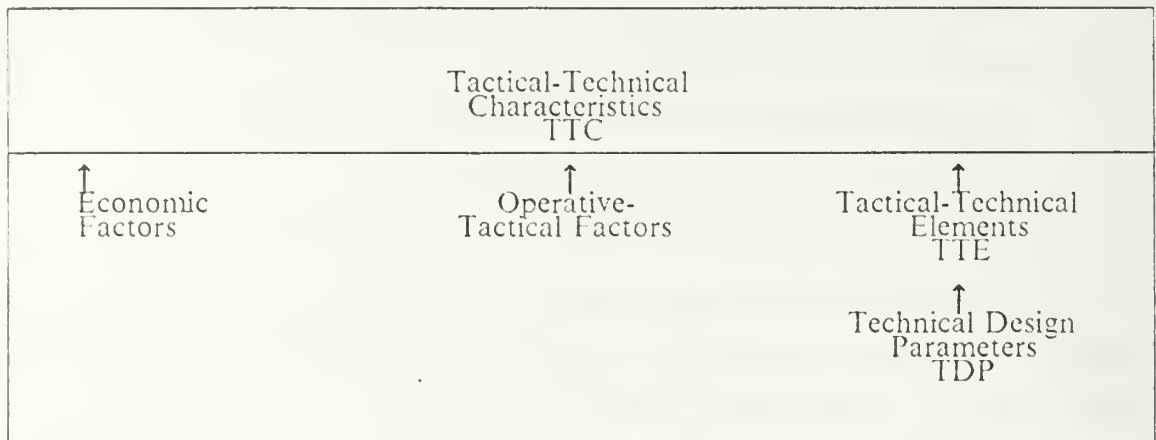 Tactical-Technical
Characteristics
TTC
Economic
Factors
Operative-
Tactical Factors
Tactical-Technical
Elements
TTE
Technical Design
Parameters
TDP